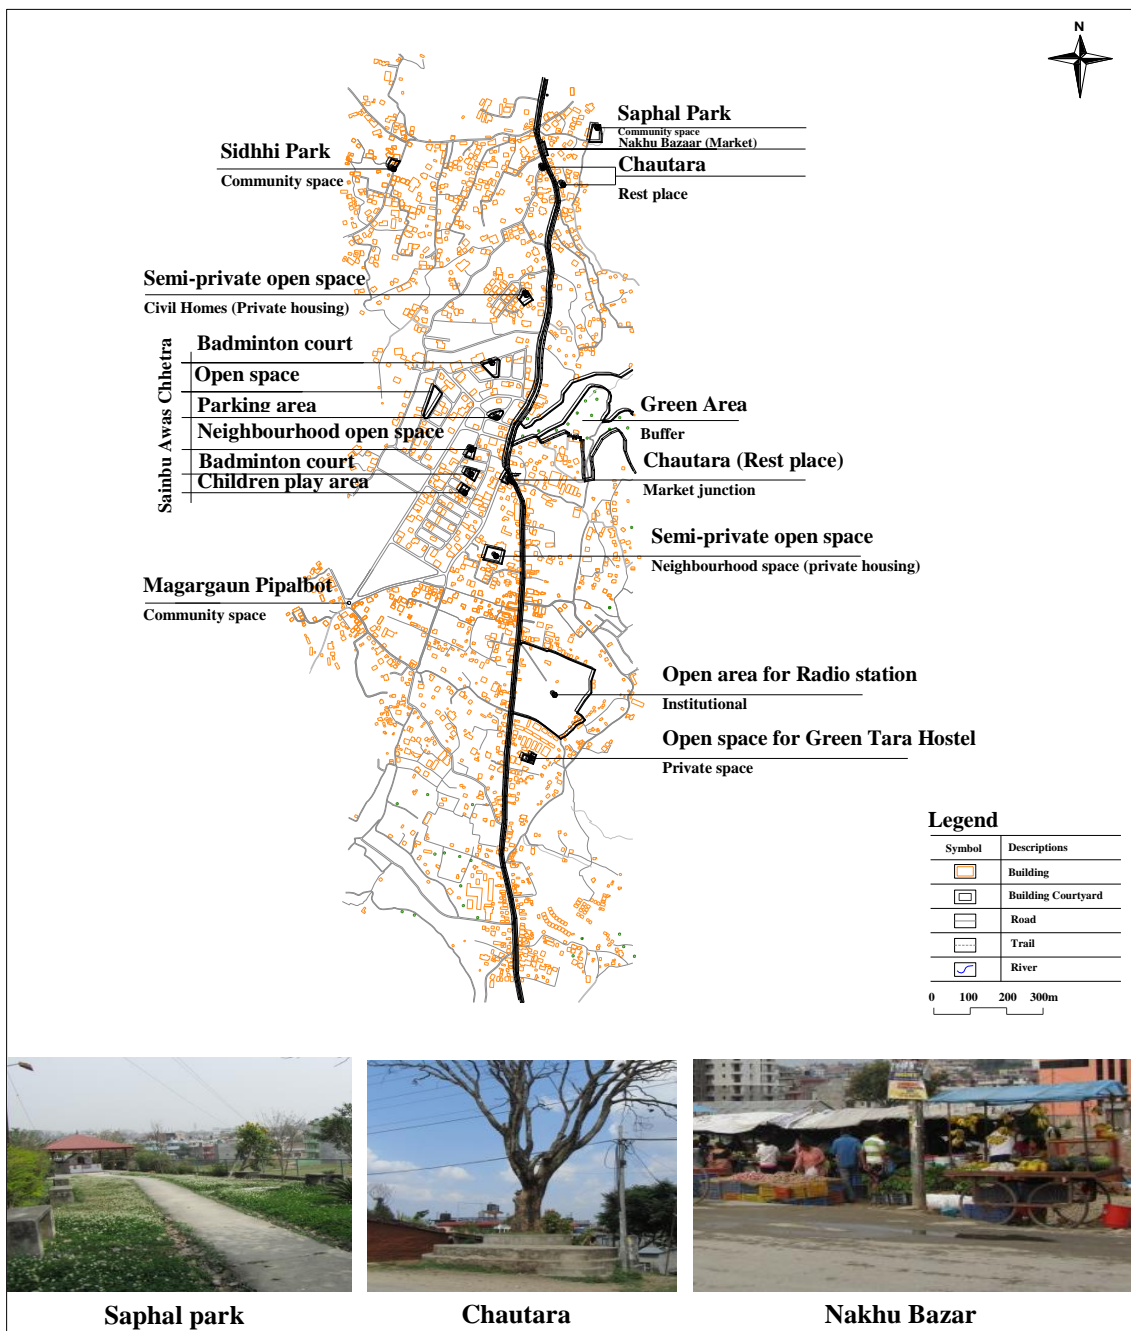 N
Saphal Park
Community space
Nakhu Bazaar (Market)
Sidhhi Park
Community space
Chautara
Rest place
Semi-private open space
Civil Homes (Private housing)
Sainbu Awas Chhetra
Badminton court
Open space
Parking area
Neighbourhood open space
Badminton court
Children play area
Green Area
Buffer
Chautara (Rest place)
Market junction
Semi-private open space
Neighbourhood space (private housing)
Magargaun Pipalbot
Community space
Open area for Radio station
Institutional
Open space for Green Tara Hostel
Private space
Legend
Symbol Descriptions
Building
Building Courtyard
Road
Trail
River
0 100 200 300m
Saphal park
Chautara
Nakhu Bazar